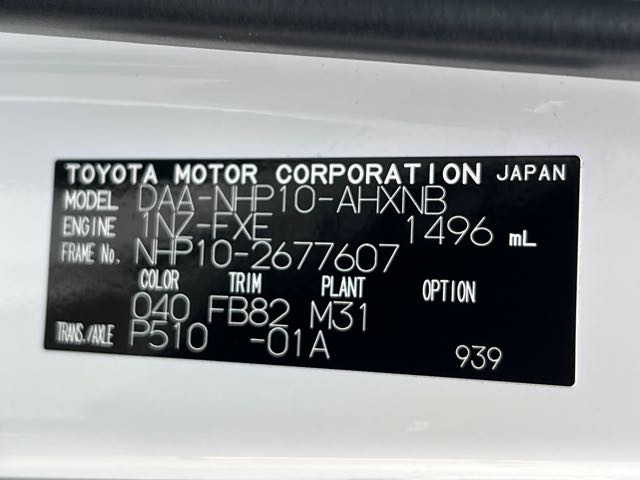 TOYOTA MOTOR CORPORATION JAPAN
MODEL DAA-NHP10-AHXNB
ENGINE 1NZ-FXE 1496 mL
FRAME No. NHP10-2677607
COLOR TRIM PLANT OPTION
040 FB82 M31
TRANS./AXLE P510 -01A
939